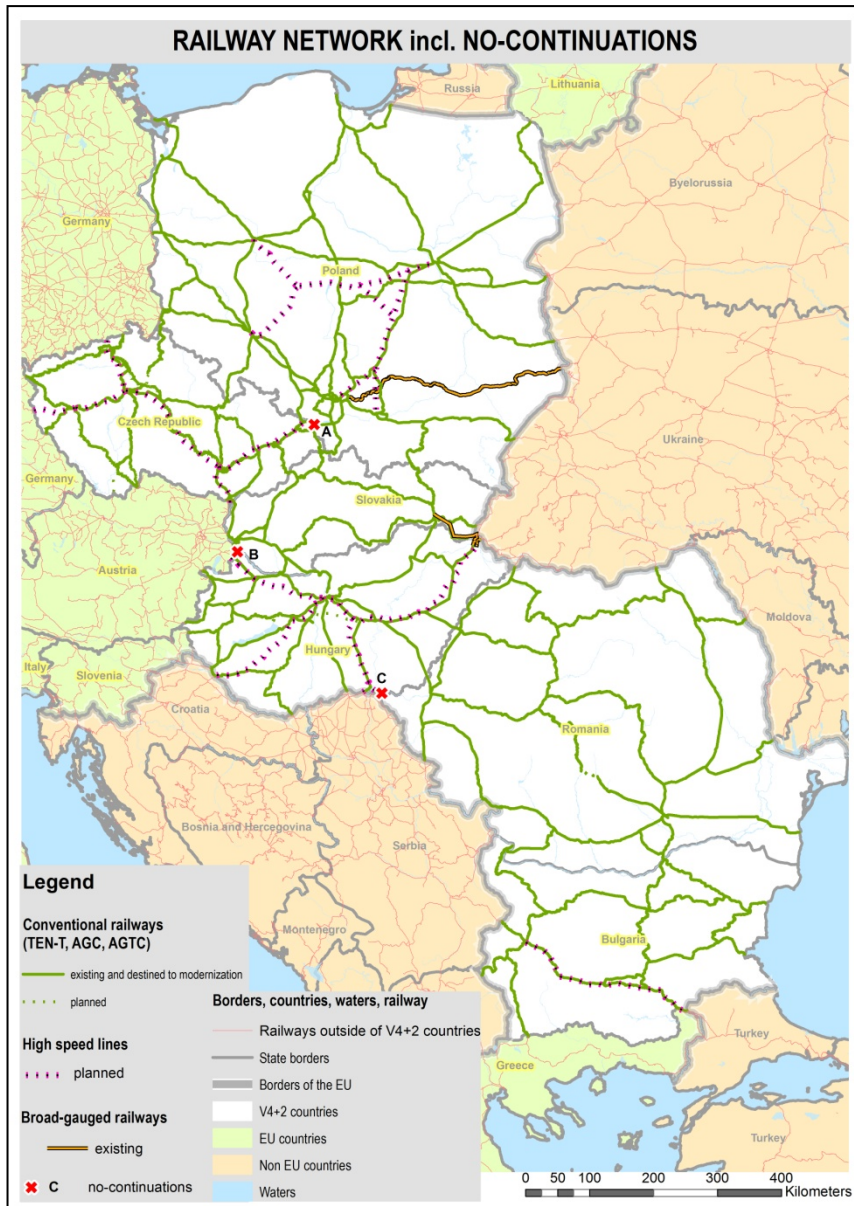 RAILWAY NETWORK incl. NO-CONTINUATIONS
Russia
Lithuania
Byelorussia
Germany
Poland
Czech Republic
A
Ukraine
Germany
Slovakia
B
Austria
Moldova
Hungary
C
Italy
Slovenia
Croatia
Romania
Bosnia and Hercegovina
Serbia
Montenegro
Bulgaria
Turkey
Greece
Turkey
Legend
Conventional railways
(TEN-T, AGC, AGTC)
existing and destined to modernization
planned
High speed lines
planned
Broad-gauged railways
existing
C no-continuations
Borders, countries, waters, railway
Railways outside of V4+2 countries
State borders
Borders of the EU
V4+2 countries
EU countries
Non EU countries
Waters
0 50 100 200 300 400
Kilometers